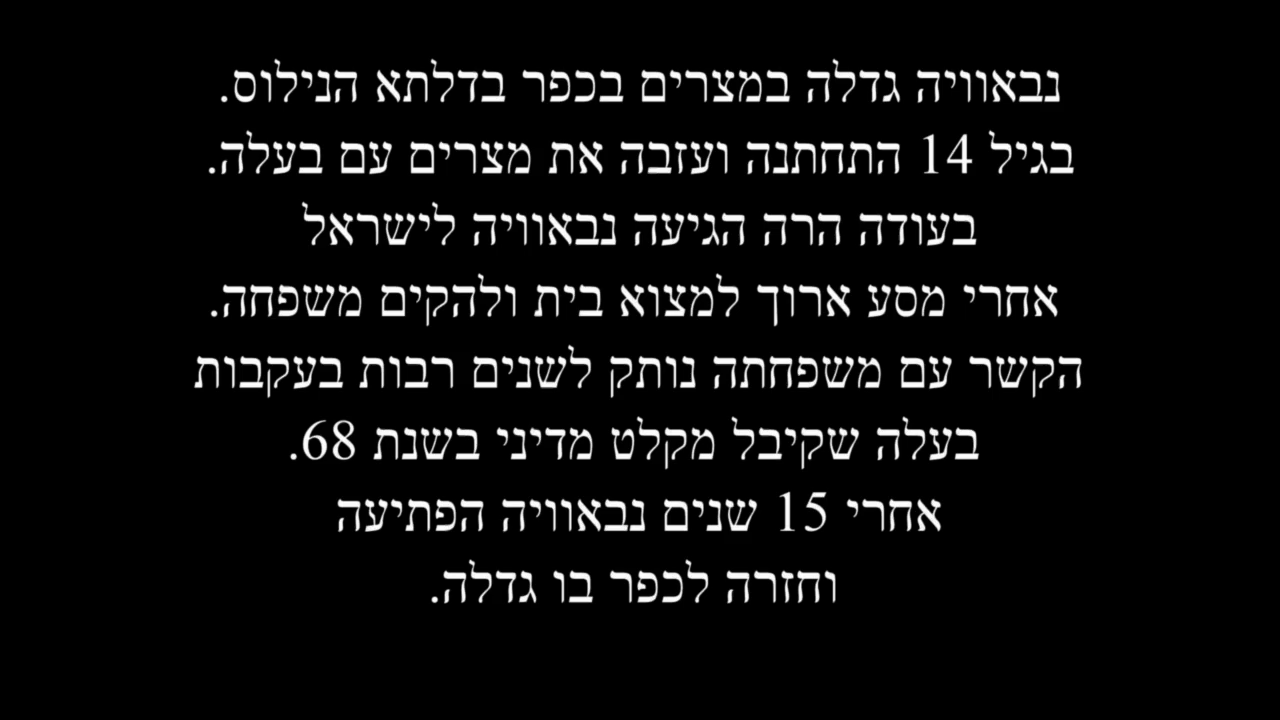 נבאוויה גדלה במצרים בכפר בדלתא הנילוס.
בגיל 14 התחתנה ועזבה את מצרים עם בעלה.
בעודה הרה הגיעה נבאוויה לישראל
אחרי מסע ארוך למצוא בית ולהקים משפחה.
הקשר עם משפחתה נותק לשנים רבות בעקבות
בעלה שקיבל מקלט מדיני בשנת 68.
אחרי 15 שנים נבאוויה הפתיעה
וחזרה לכפר בו גדלה.